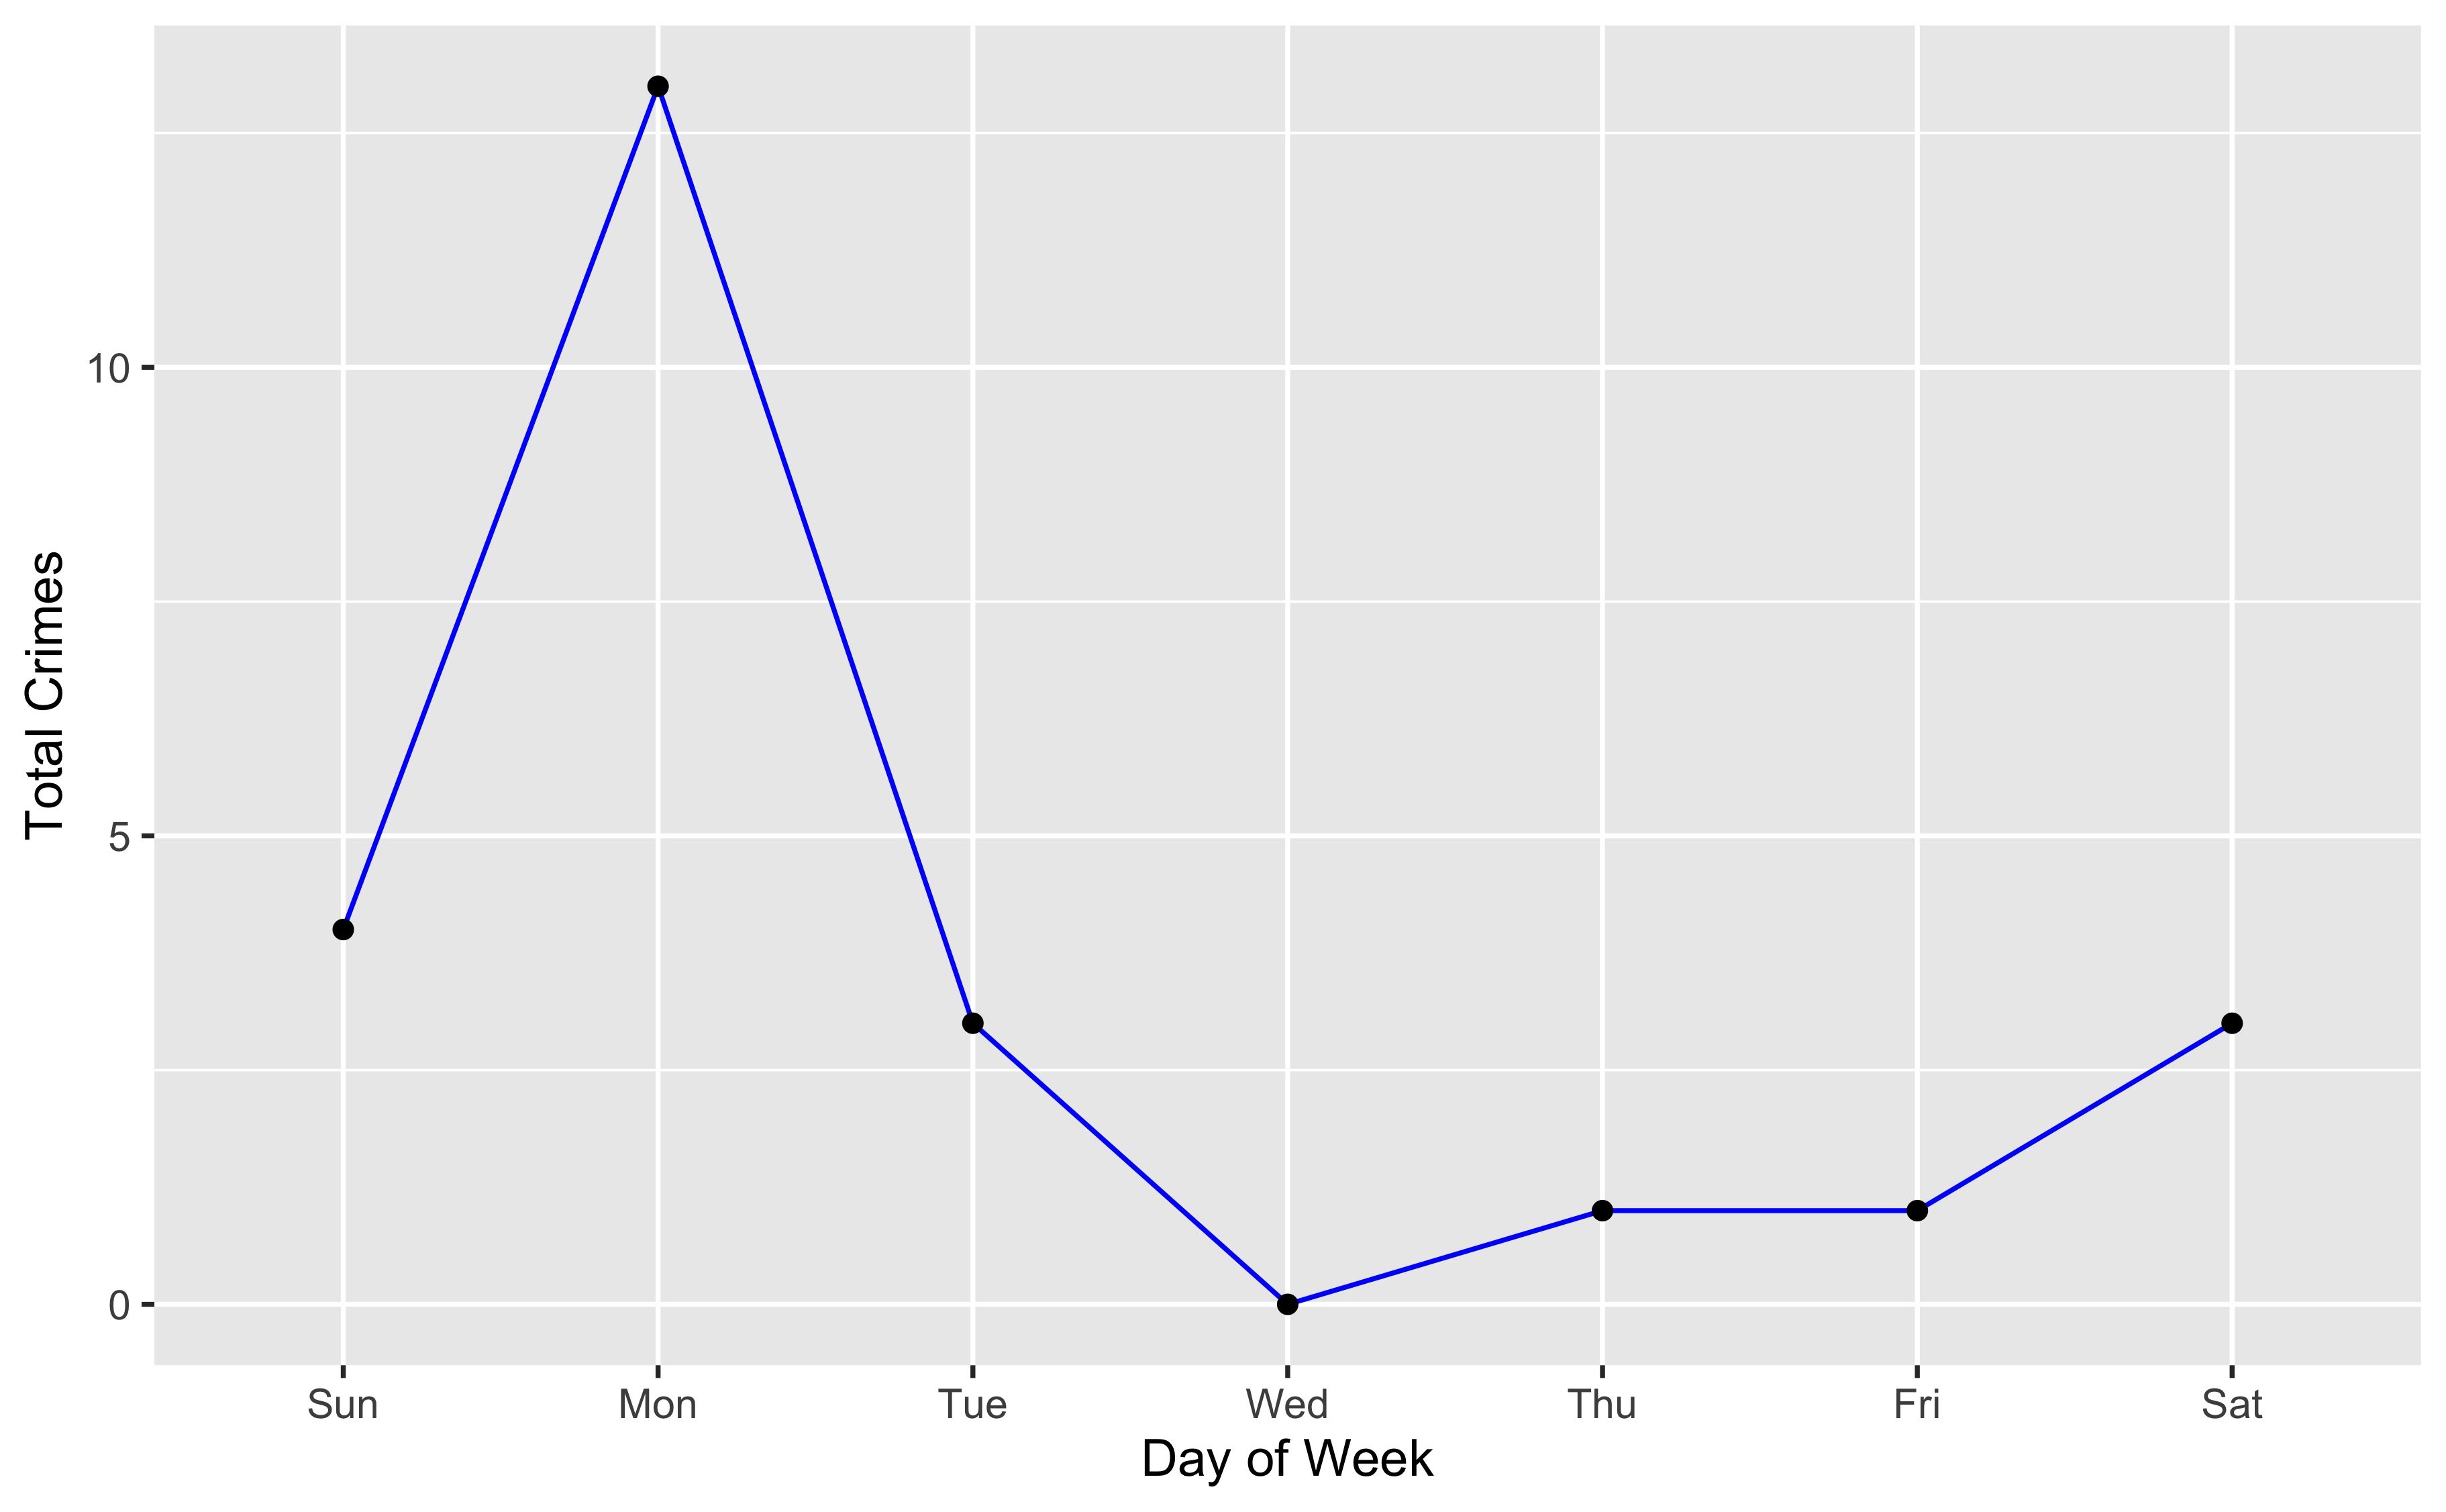 Total Crimes
10
5
0
Sun Mon Tue Wed Thu Fri Sat
Day of Week